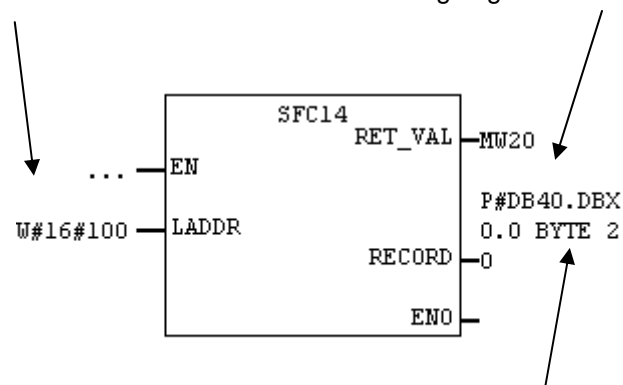 SFC14
RET_VAL
MW20
... EN
P#DB40.DBX
W#16#100 LADDR
0.0 BYTE 2
RECORD
0
ENO